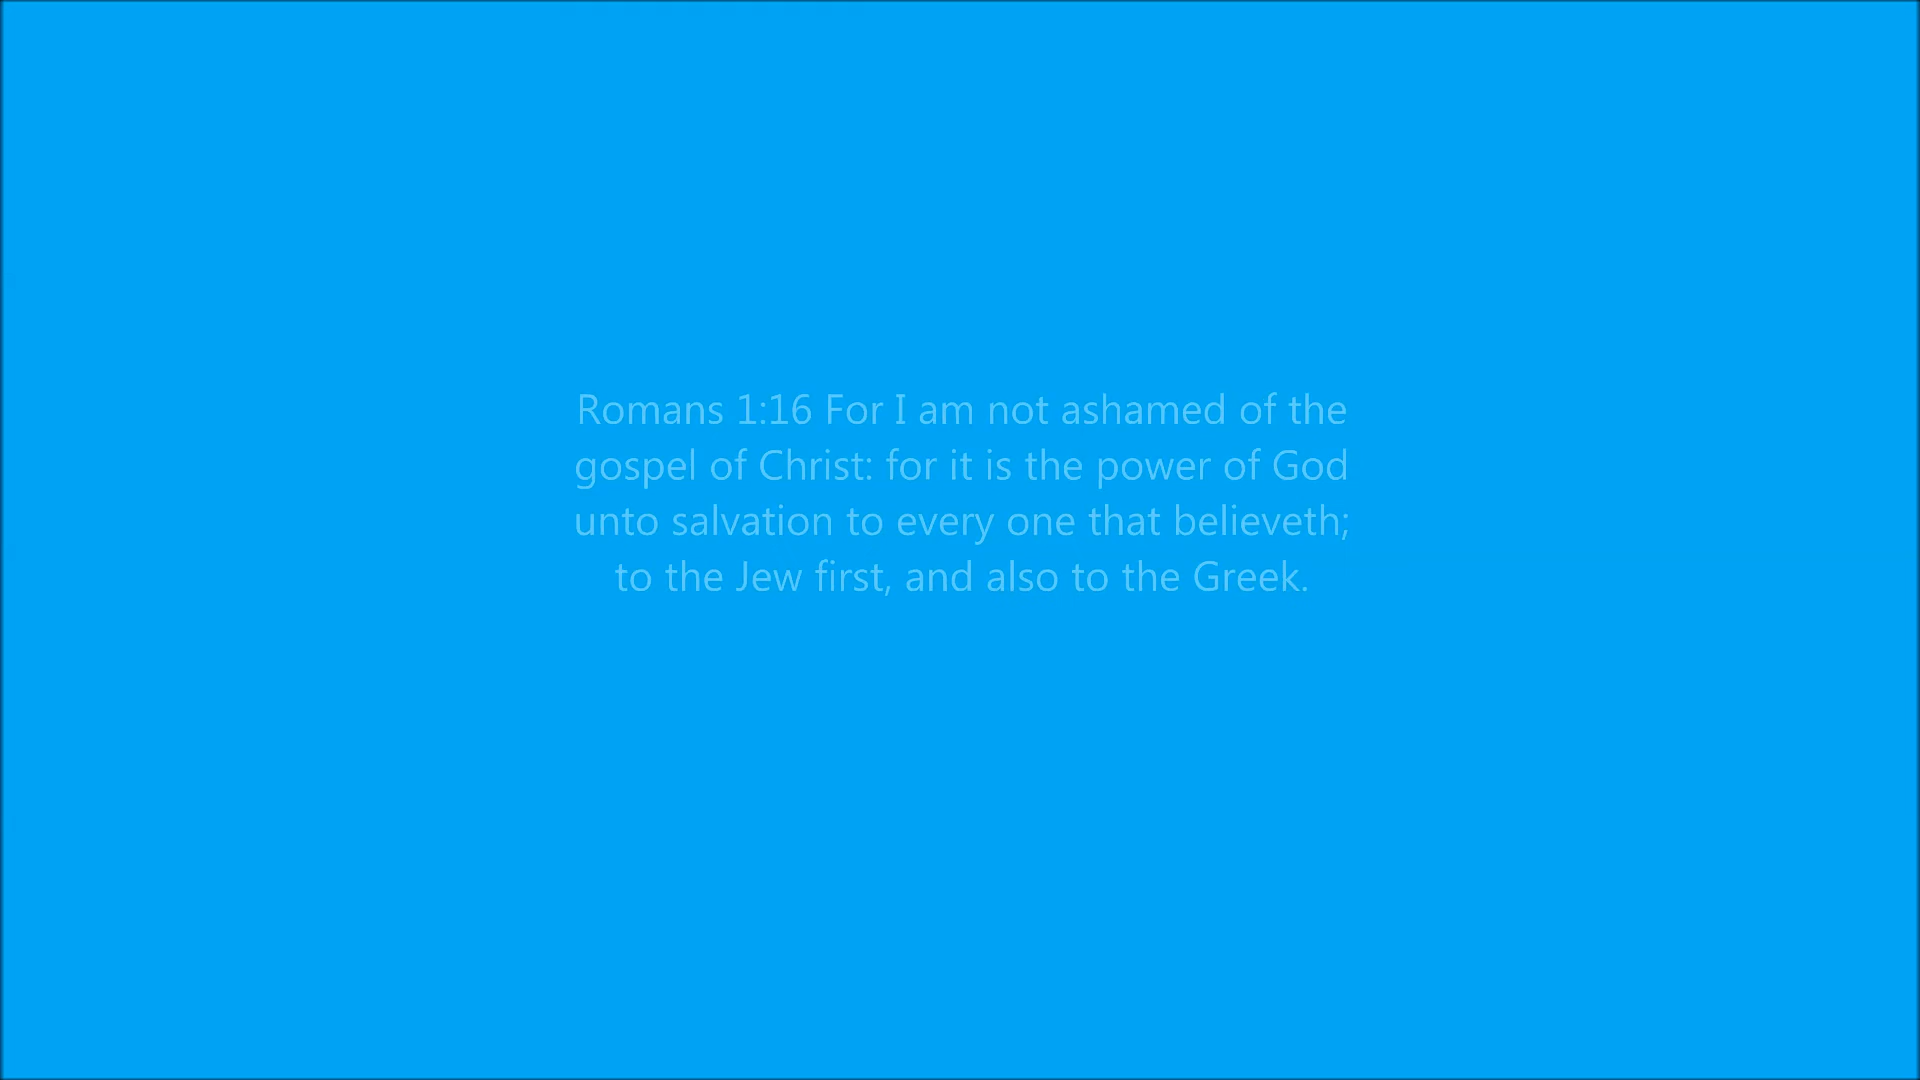 Romans 1:16 For I am not ashamed of the
gospel of Christ: for it is the power of God
unto salvation to every one that believeth;
to the Jew first, and also to the Greek.